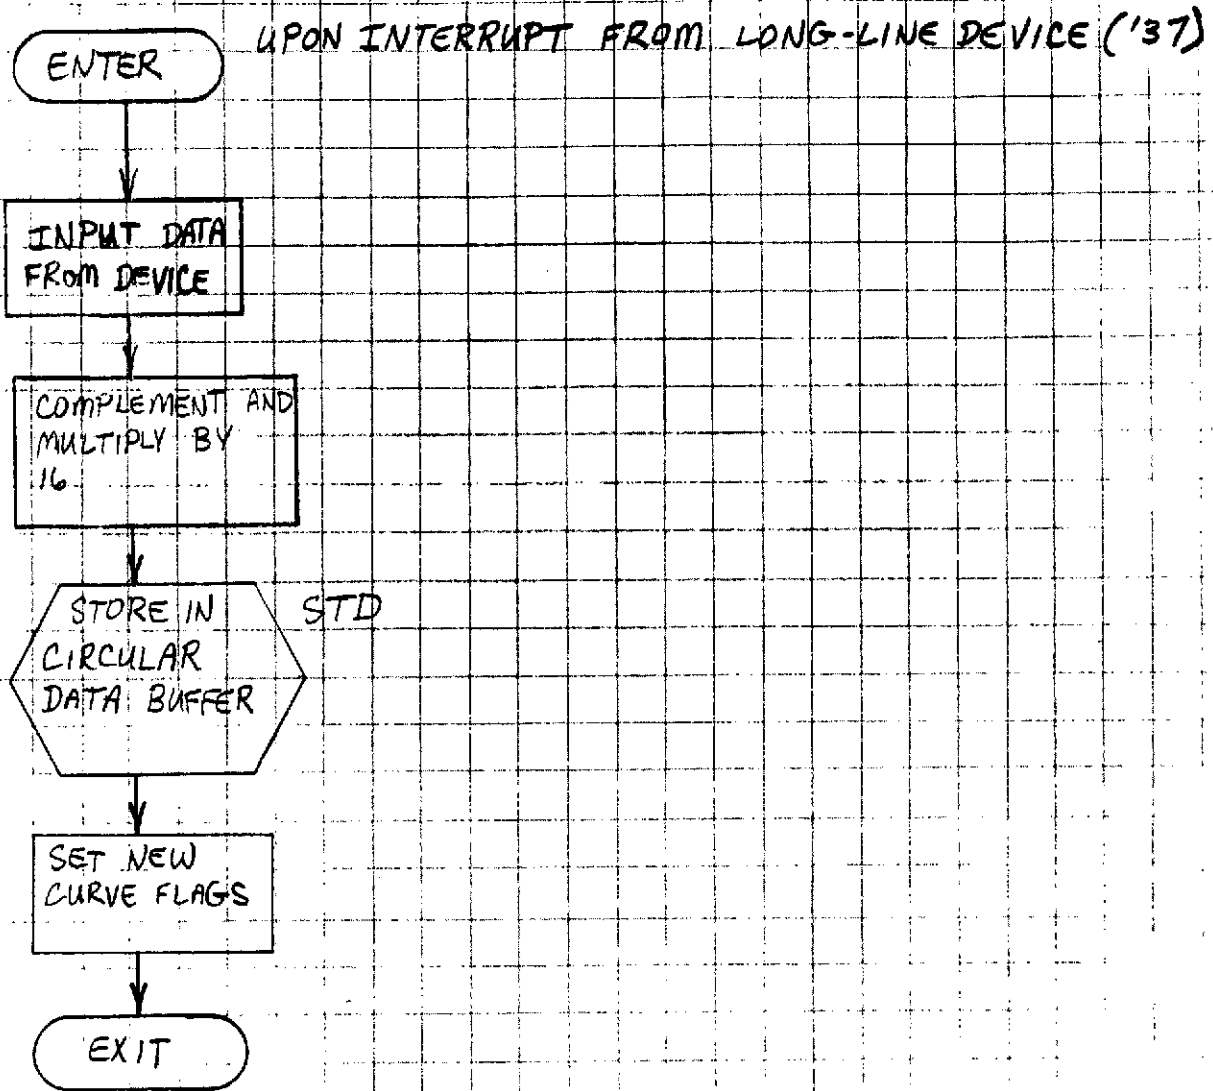 UPON INTERRUPT FROM LONG-LINE DEVICE ('37)
ENTER
INPUT DATA
FROM DEVICE
COMPLEMENT AND
MULTIPLY BY
16
STORE IN
CIRCULAR
DATA BUFFER
STD
SET NEW
CURVE FLAGS
EXIT